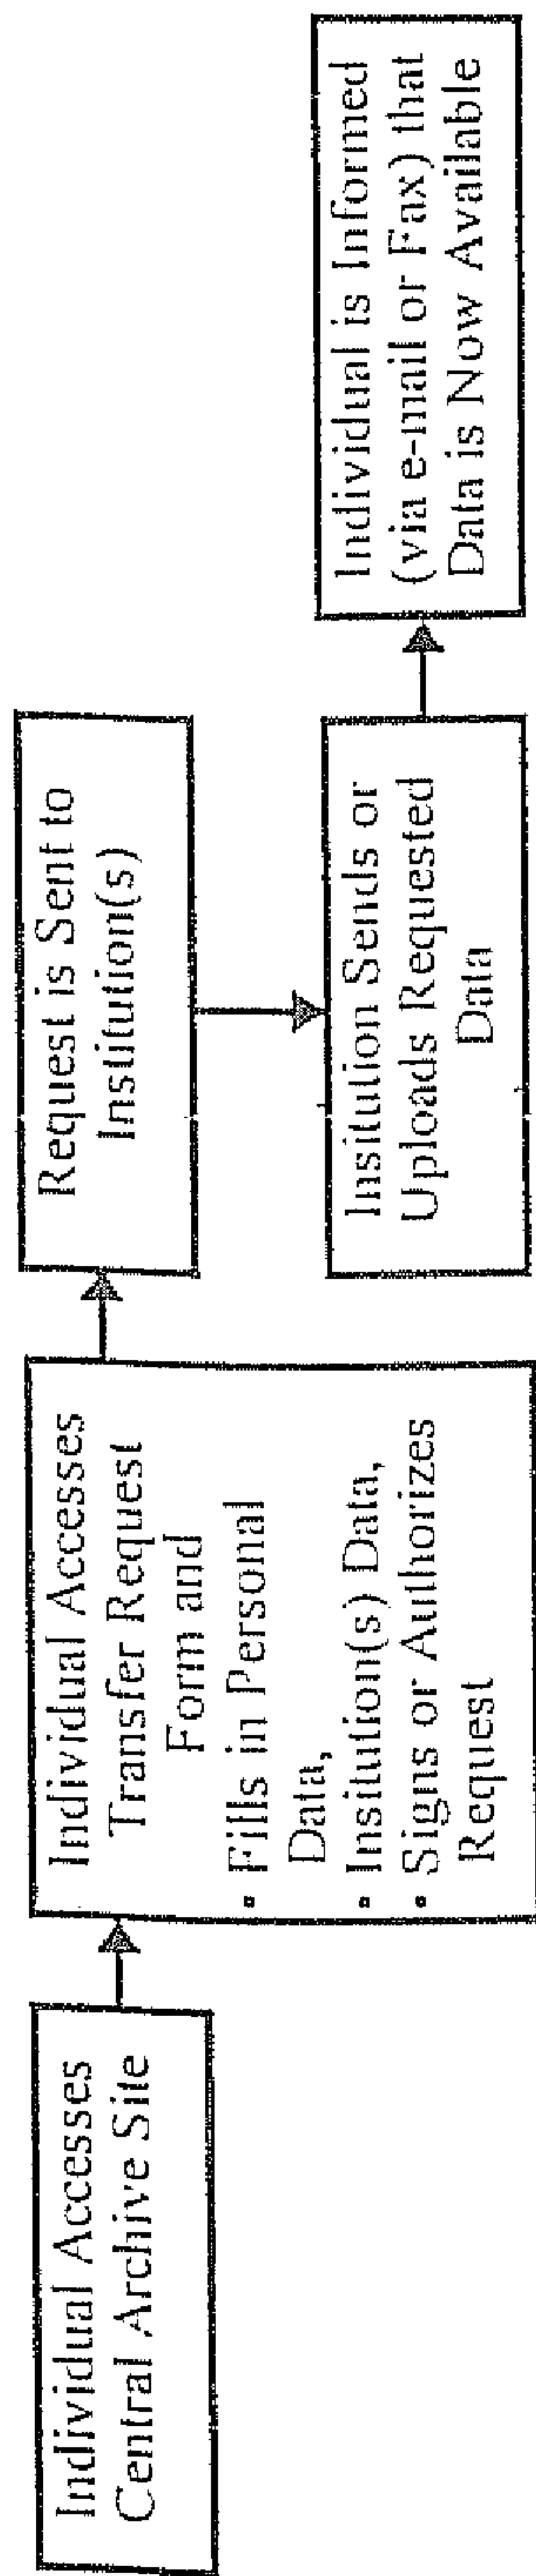 Individual Accesses
Central Archive Site
Individual Accesses
Transfer Request
Form and
▪ Fills in Personal
Data,
▪ Insitution(s) Data,
▪ Signs or Authorizes
Request
Request is Sent to
Institution(s)
Insitution Sends or
Uploads Requested
Data
Individual is Informed
(via e-mail or Fax) that
Data is Now Available